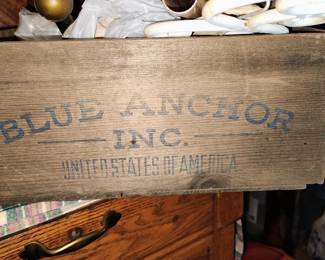 BLUE ANCHOR
INC.
UNITED STATES OF AMERICA